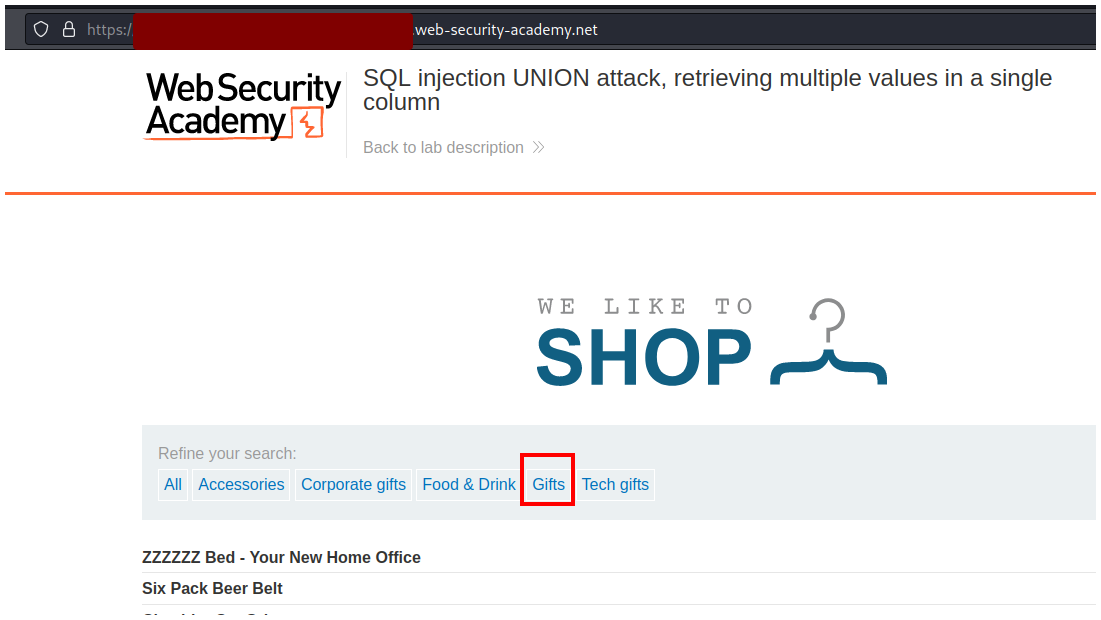 https:/
.web-security-academy.net
WebSecurity
Academy
SQL injection UNION attack, retrieving multiple values in a single
column
Back to lab description
WE LIKE TO
SHOP
Refine your search:
All Accessories Corporate gifts Food & Drink Gifts Tech gifts
ZZZZZZ Bed - Your New Home Office
Six Pack Beer Belt